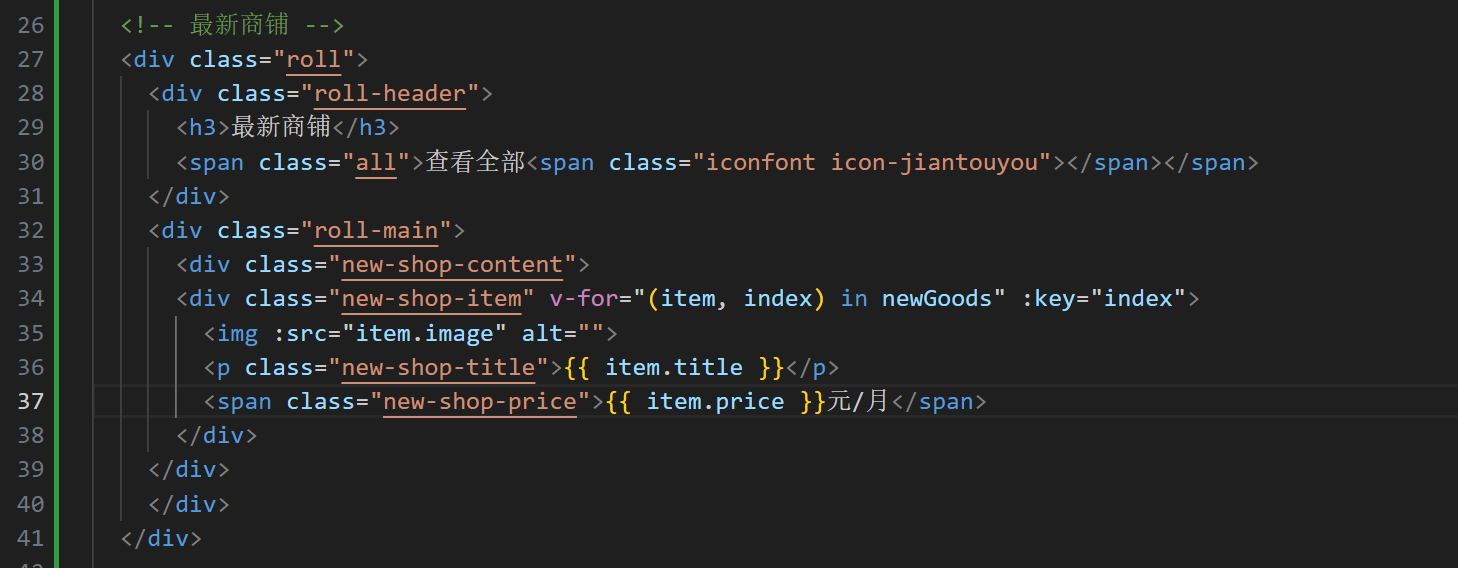 26 <!-- 最新商铺 -->
27 <div class="roll">
28 <div class="roll-header">
29 <h3>最新商铺</h3>
30 <span class="all">查看全部<span class="iconfont icon-jiantouyou"></span></span>
31 </div>
32 <div class="roll-main">
33 <div class="new-shop-content">
34 <div class="new-shop-item" v-for="(item, index) in newGoods" :key="index">
35 <img :src="item.image" alt="">
36 <p class="new-shop-title">{{ item.title }}</p>
37 <span class="new-shop-price">{{ item.price }}元/月</span>
38 </div>
39 </div>
40 </div>
41 </div>